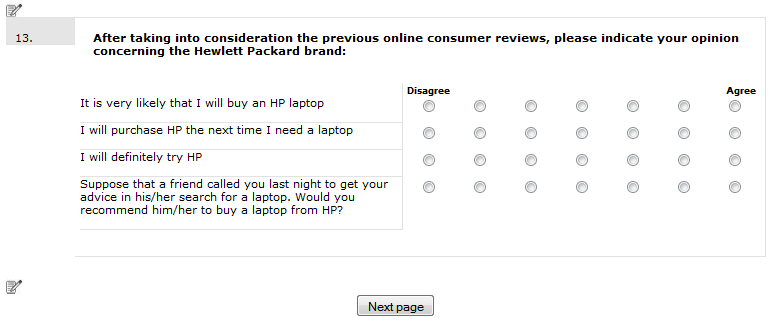 13.
After taking into consideration the previous online consumer reviews, please indicate your opinion
concerning the Hewlett Packard brand:
Disagree Agree
It is very likely that I will buy an HP laptop
I will purchase HP the next time I need a laptop
I will definitely try HP
Suppose that a friend called you last night to get your
advice in his/her search for a laptop. Would you
recommend him/her to buy a laptop from HP?
Next page